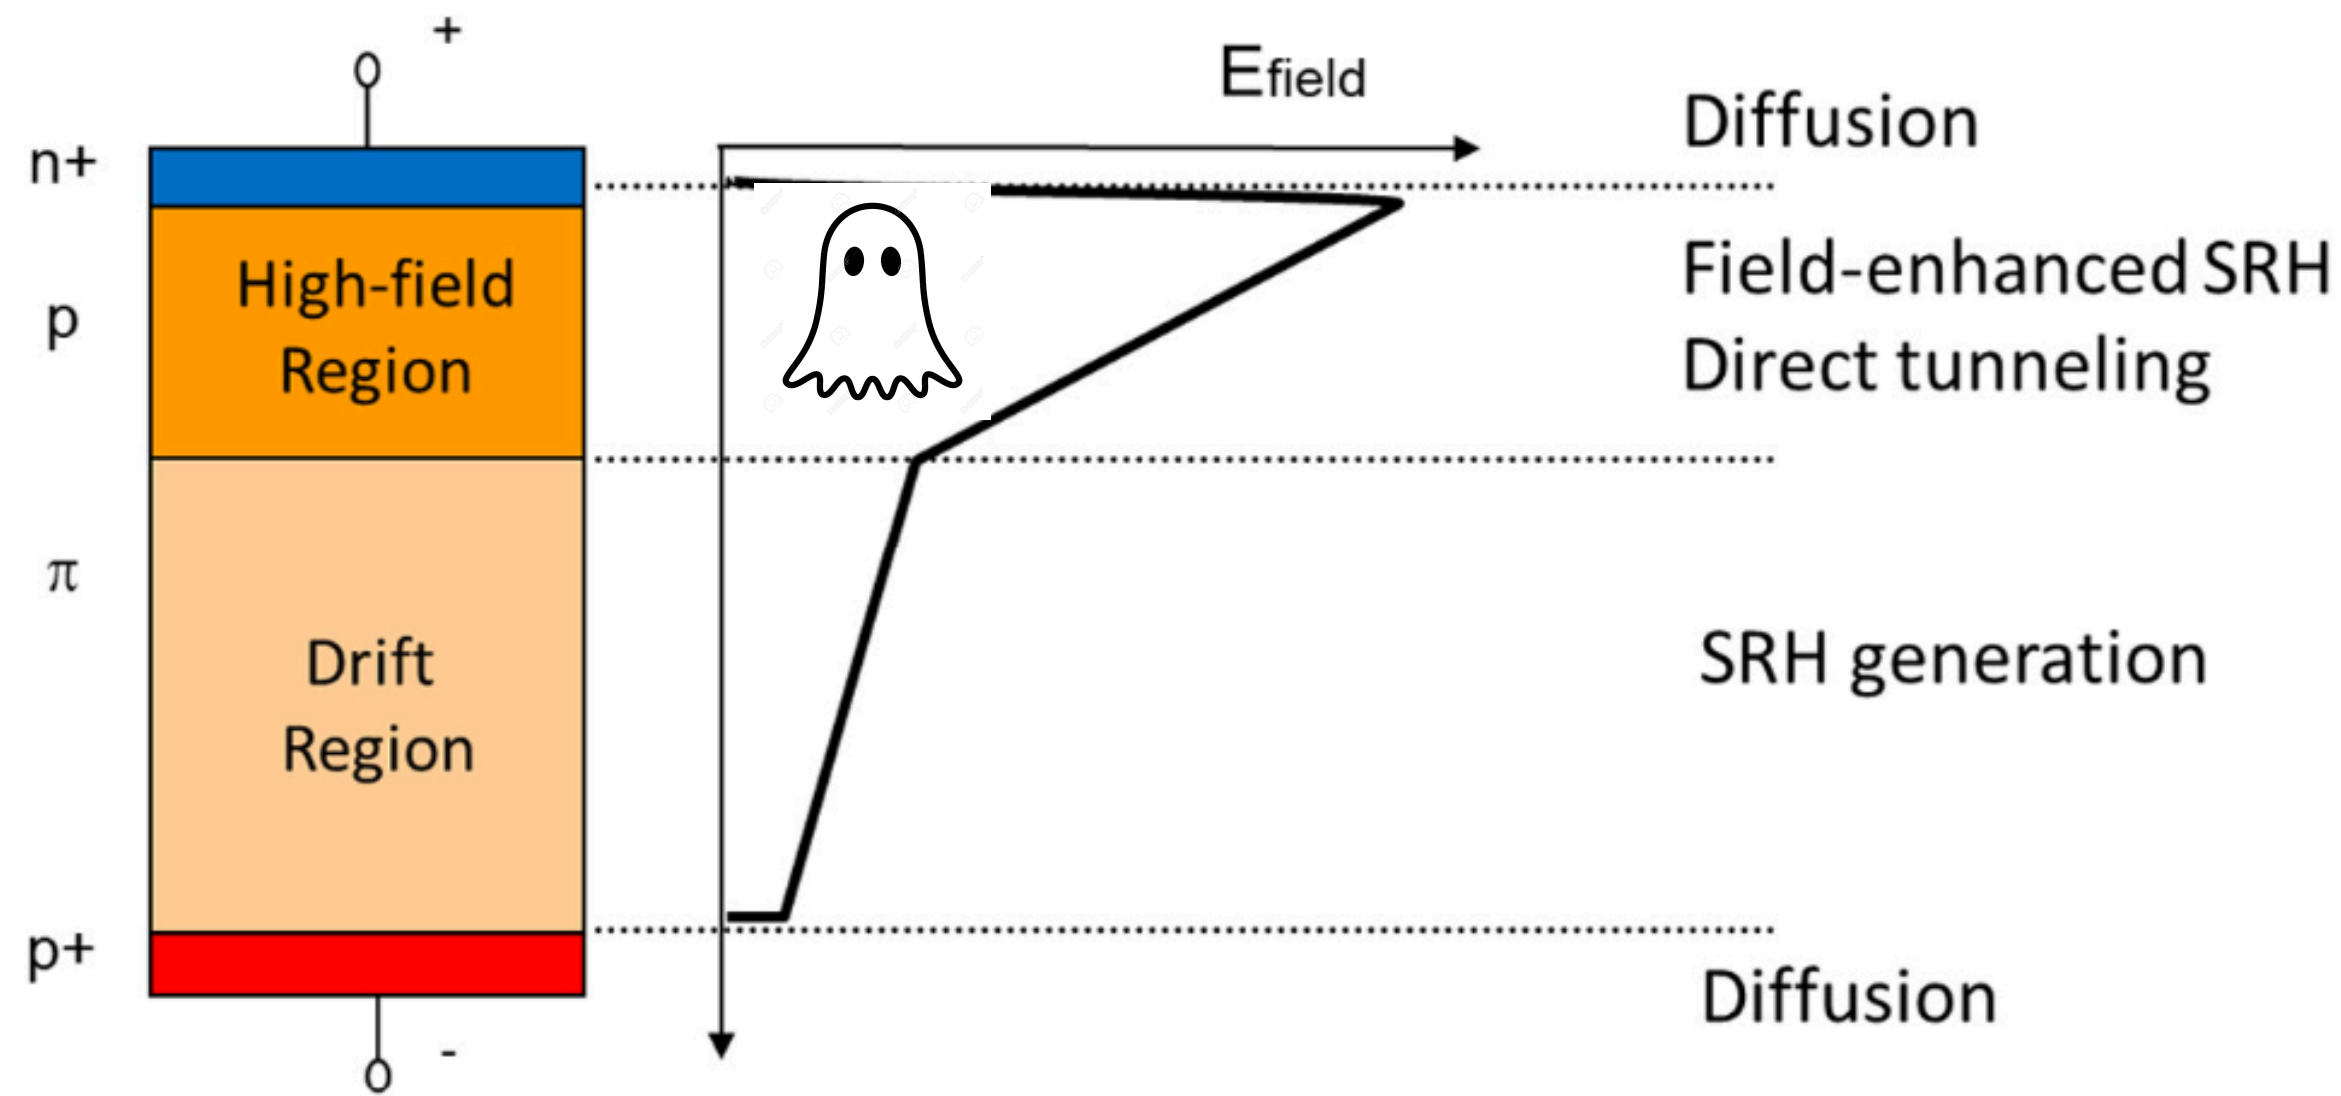 +
Efield
Diffusion
n+
High-field
Region
p
Field-enhanced SRH
Direct tunneling
π
Drift
Region
SRH generation
p+
Diffusion
-